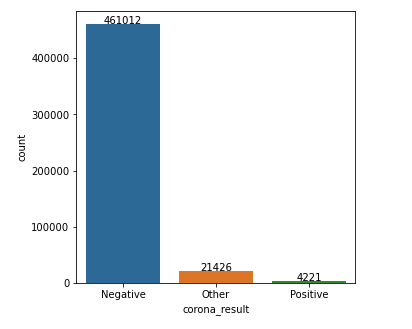 461012
400000
300000
200000
100000
0
21426
4221
count
Negative Other Positive
corona_result